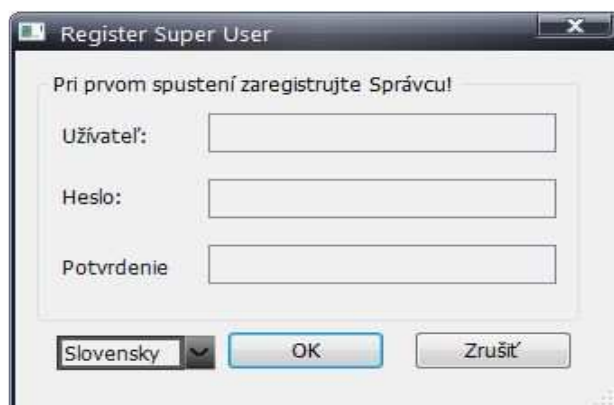 Register Super User
Pri prvom spustení zaregistrujte Správcu!
Užívateľ:
Heslo:
Potvrdenie
Slovensky
OK
Zrušiť